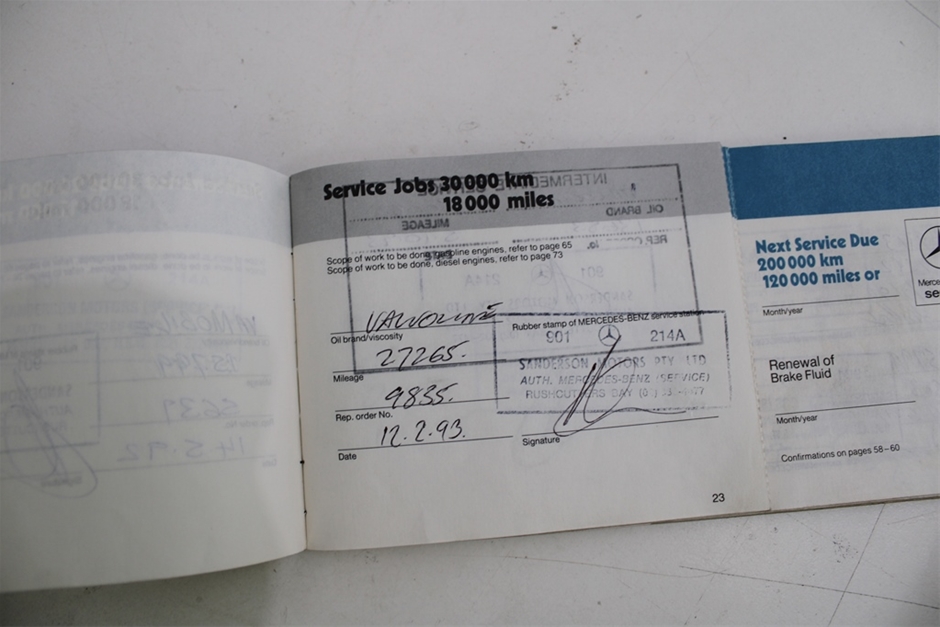 Service Jobs 30 000 km
18 000 miles
Scope of work to be done, gasoline engines, refer to page 65
Scope of work to be done, diesel engines, refer to page 73
VALVOLINE
Oil brand/viscosity
27265.
Mileage
9835.
Rep. order No.
12.2.93.
Date
Rubber stamp of MERCEDES-BENZ service station
901 214A
SANDERSON MOTORS PTY LTD
AUTH. MERCEDES-BENZ (SERVICE)
RUSHCUTTERS BAY
Signature
23
Next Service Due
200 000 km
120 000 miles or
Month/year
Renewal of
Brake Fluid
Month/year
Confirmations on pages 58–60